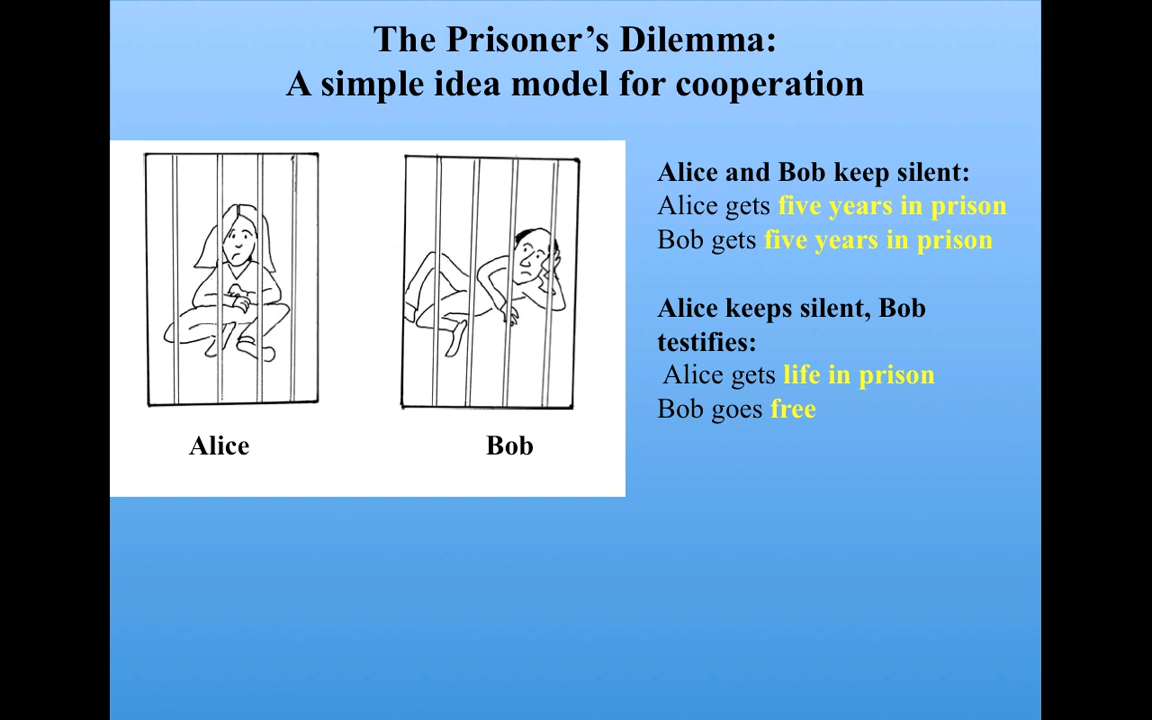 The Prisoner’s Dilemma:
A simple idea model for cooperation
Alice and Bob keep silent:
Alice gets five years in prison
Bob gets five years in prison
Alice keeps silent, Bob
testifies:
Alice gets life in prison
Bob goes free
Alice
Bob